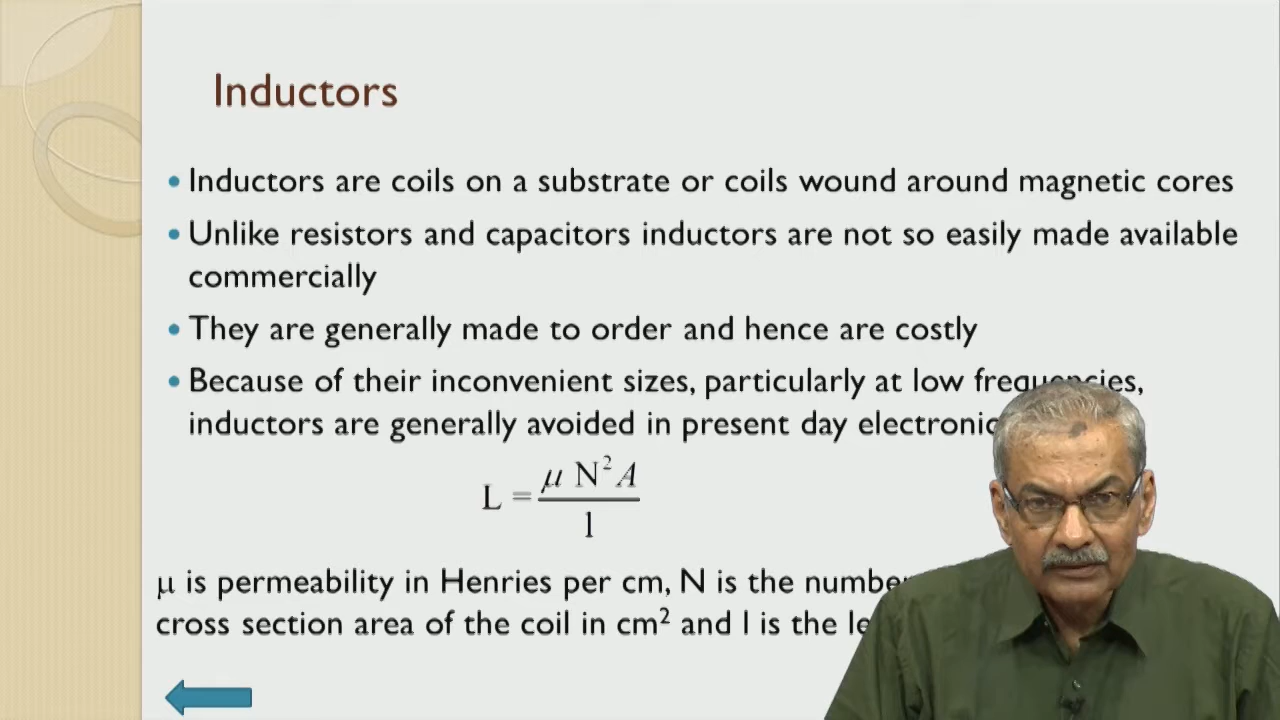 Inductors
• Inductors are coils on a substrate or coils wound around magnetic cores
• Unlike resistors and capacitors inductors are not so easily made available
commercially
• They are generally made to order and hence are costly
• Because of their inconvenient sizes, particularly at low frequencies,
inductors are generally avoided in present day
L = μ N² A / l
μ is permeability in Henries per cm, N is the
cross section area of the coil in cm² and l is the